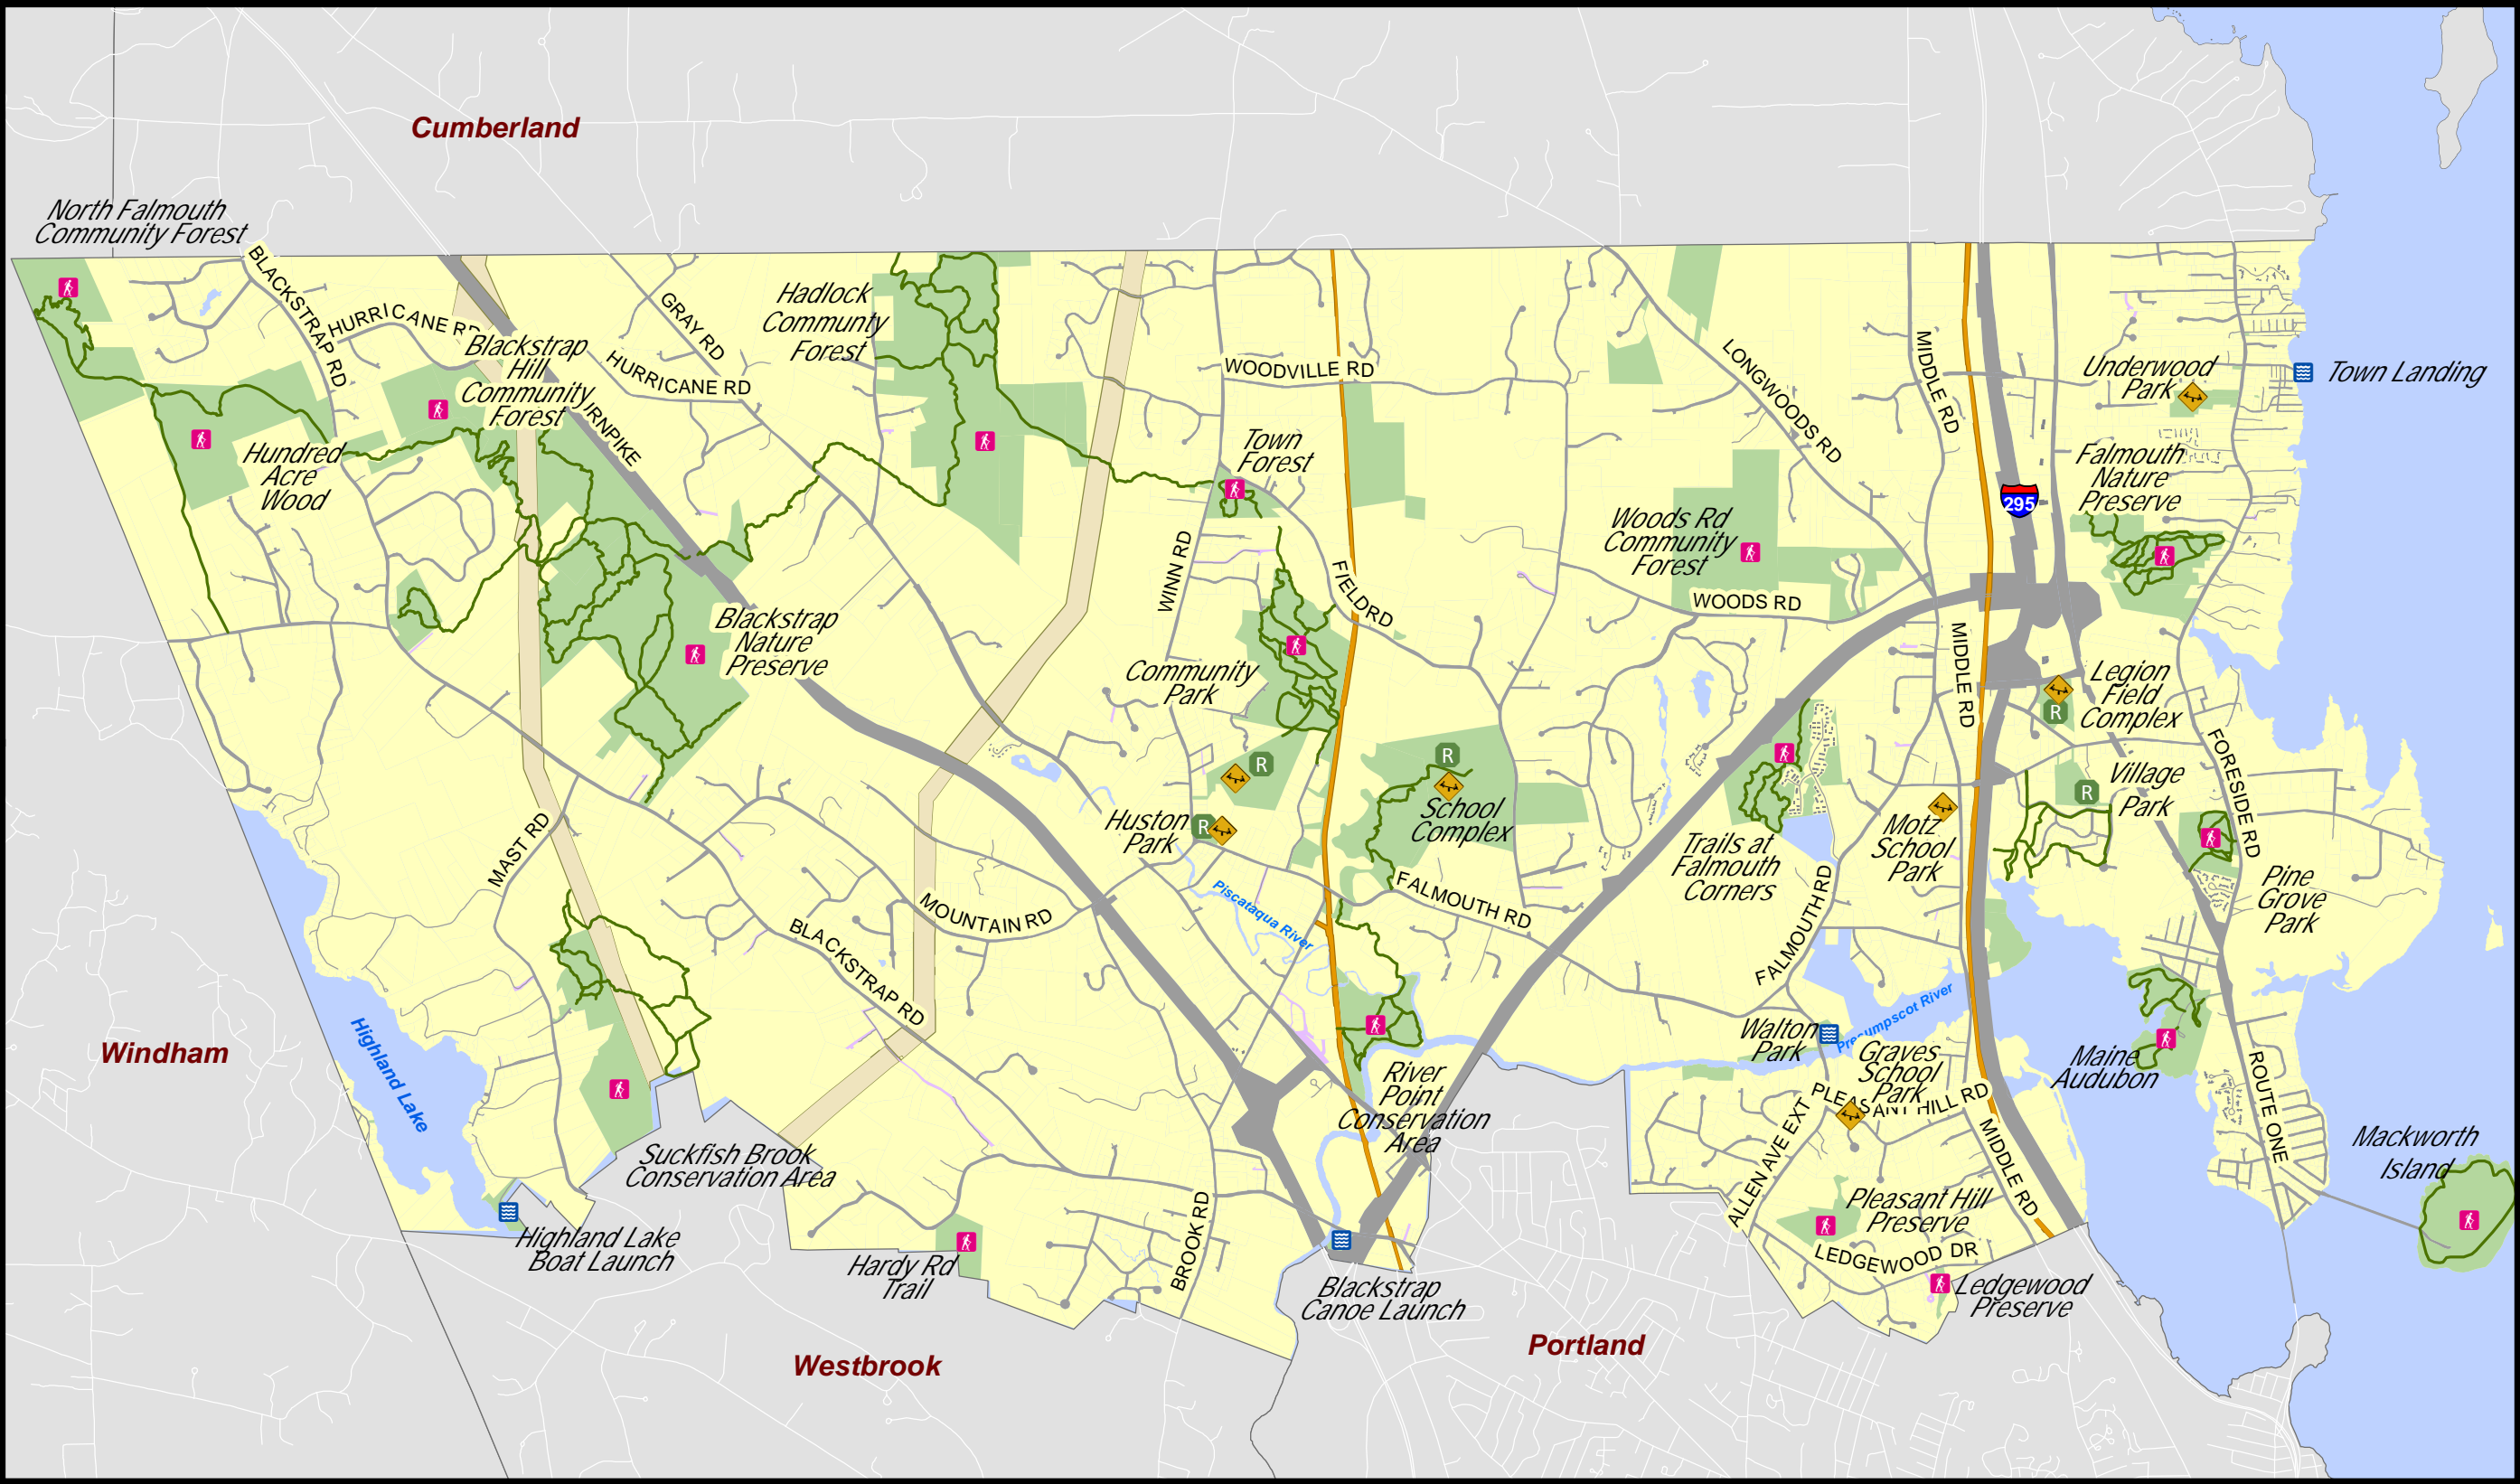 Cumberland
North Falmouth
Community Forest
BLACKSTRAP RD
HURRICANE RD
Blackstrap
Hill
Community
Forest
RNPIKE
GRAY RD
HURRICANE RD
Hadlock
Communty
Forest
WOODVILLE RD
LONGWOODS RD
MIDDLE RD
Underwood
Park
Town Landing
Hundred
Acre
Wood
Town
Forest
295
Falmouth
Nature
Preserve
Woods Rd
Community
Forest
WINN RD
FIELDRD
WOODS RD
Blackstrap
Nature
Preserve
Community
Park
MIDDLE RD
Legion
Field
Complex
R
R
R
School
Complex
FORESIDE RD
Village
Park
R
Huston
Park
R
MAST RD
Trails at
Falmouth
Corners
Motz
School
Park
Pine
Grove
Park
Piscataqua River
FALMOUTH RD
FALMOUTH RD
MOUNTAIN RD
BLACKSTRAP RD
Windham
Highland Lake
Walton
Park
Presumpscot River
Graves
School
Park
PLEASANT HILL RD
Maine
Audubon
ROUTE ONE
River
Point
Conservation
Area
ALLEN AVE EXT
MIDDLE RD
Mackworth
Island
Suckfish Brook
Conservation Area
Pleasant Hill
Preserve
BROOK RD
Highland Lake
Boat Launch
Hardy Rd
Trail
LEDGEWOOD DR
Blackstrap
Canoe Launch
Ledgewood
Preserve
Westbrook
Portland